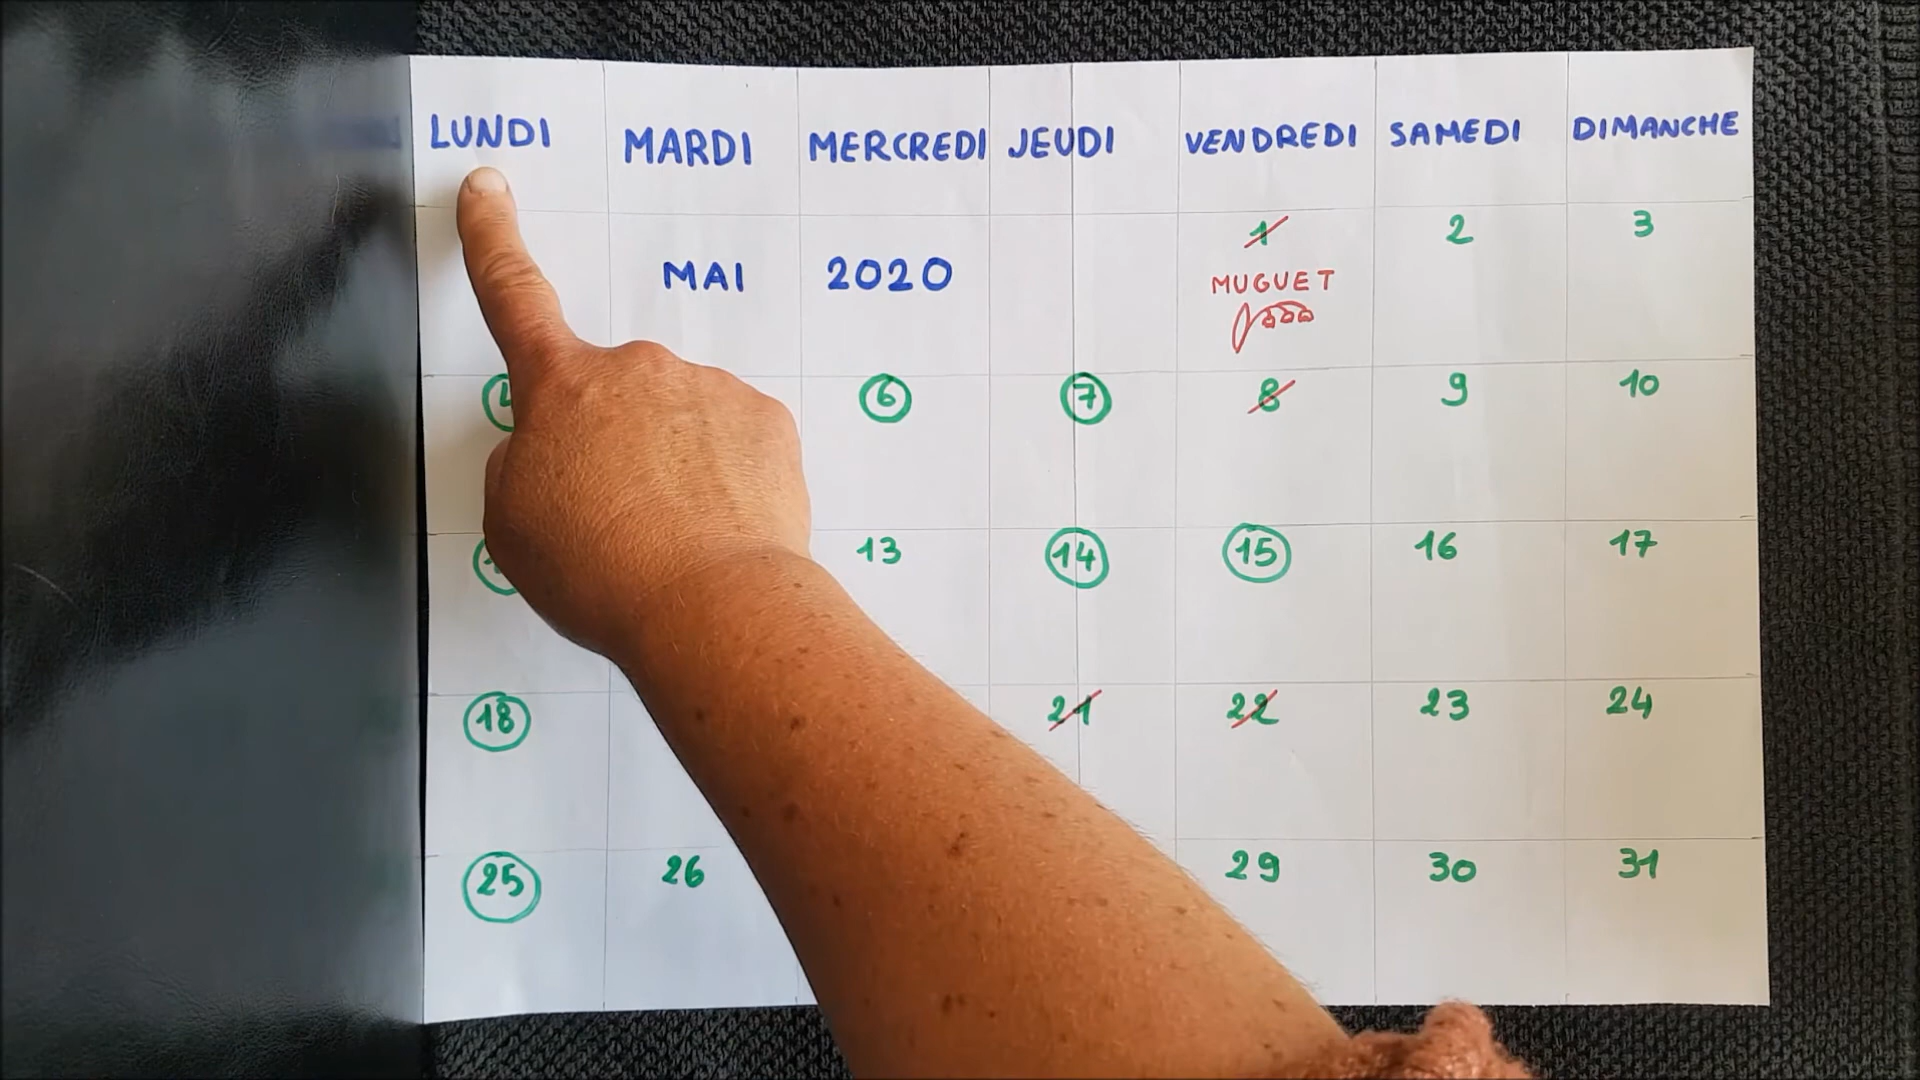 LUNDI MARDI MERCREDI JEUDI VENDREDI SAMEDI DIMANCHE
MAI 2020 1 2 3
MUGUET
6 7 8 9 10
13 14 15 16 17
18 21 22 23 24
25 26 29 30 31